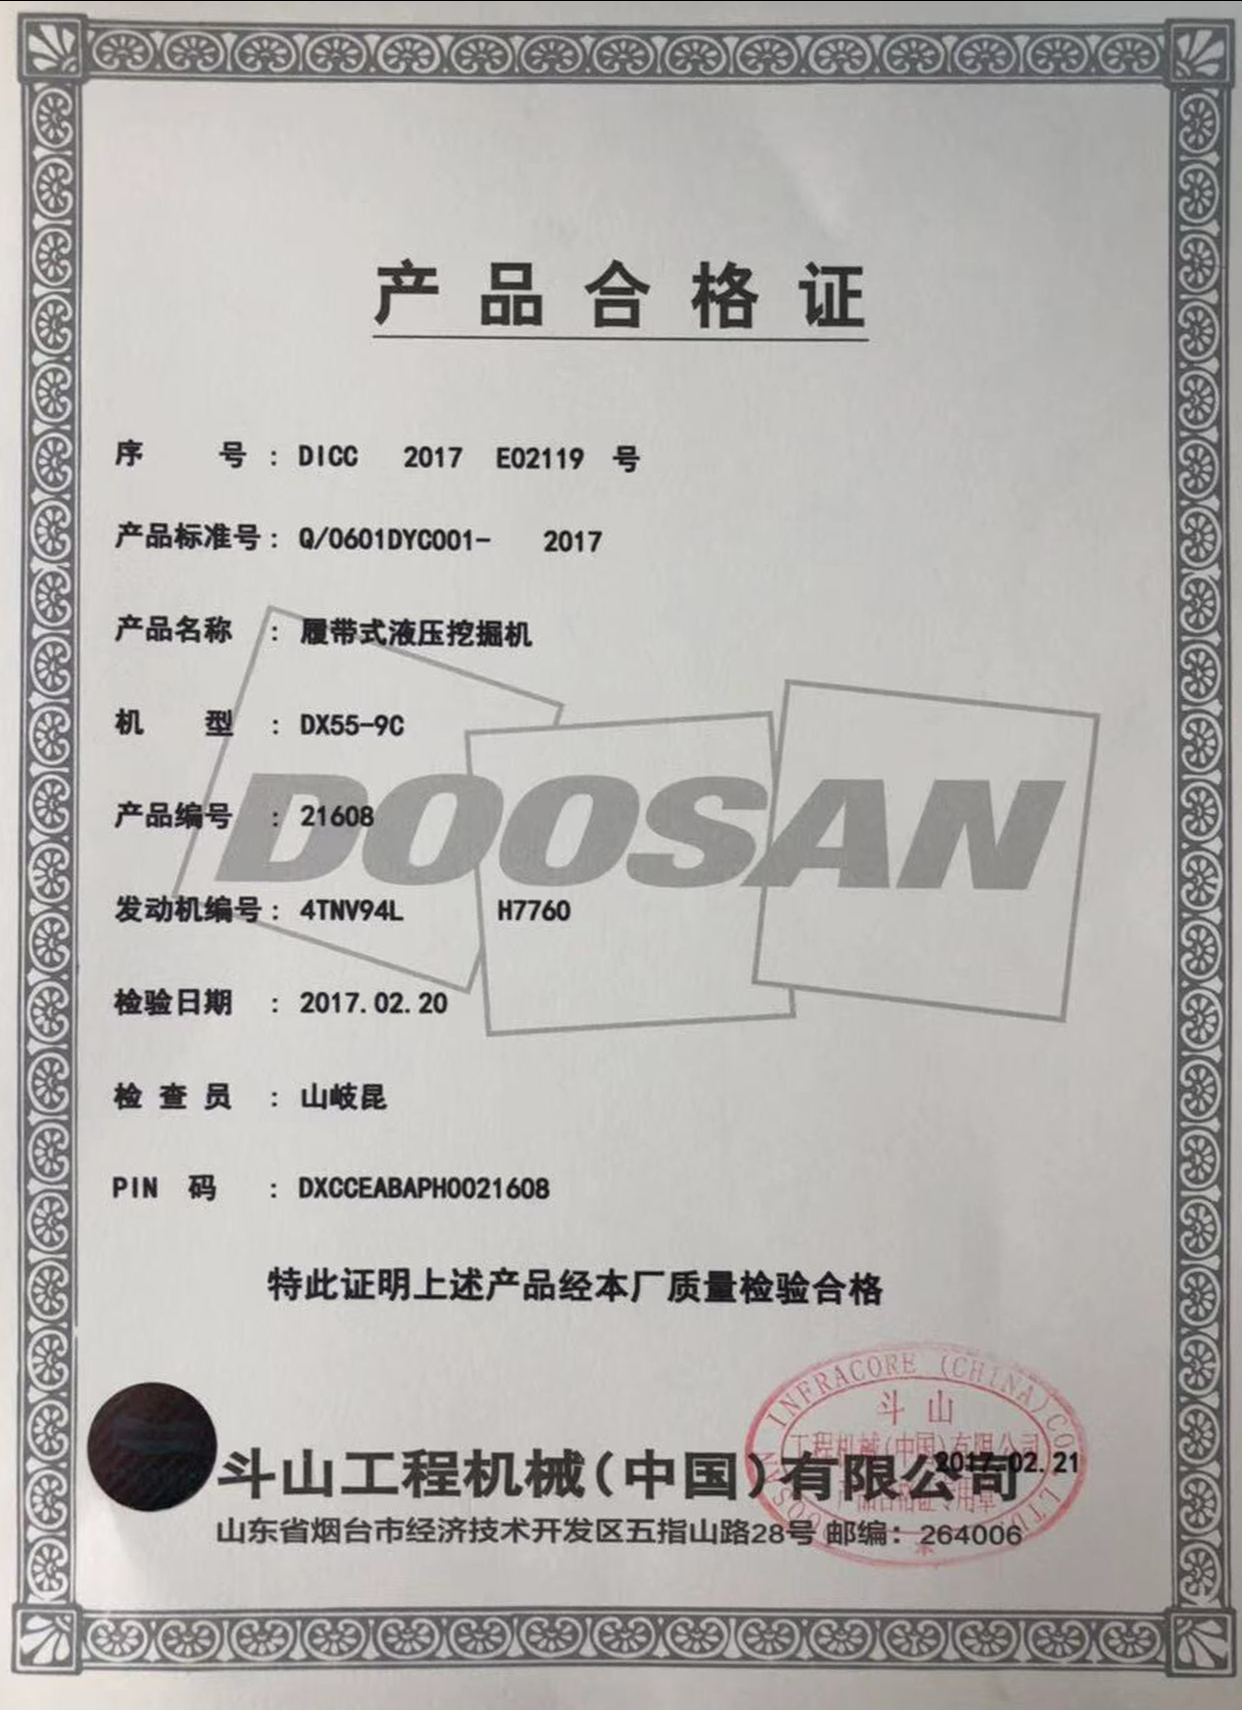 产品合格证
序 号 : DICC 2017 E02119 号
产品标准号 : Q/0601DYC001- 2017
产品名称 : 履带式液压挖掘机
机 型 : DX55-9C
DOOSAN
产品编号 : 21608
发动机编号 : 4TNV94L H7760
检验日期 : 2017.02.20
检 查 员 : 山岐昆
PIN 码 : DXCCEABAPH0021608
特此证明上述产品经本厂质量检验合格
DOOSAN INFRACORE (CHINA) CO. LTD.
斗山
工程机械(中国)有限公司
产品合格证专用章
斗山工程机械(中国)有限公司
2017.02.21
山东省烟台市经济技术开发区五指山路28号 邮编：264006